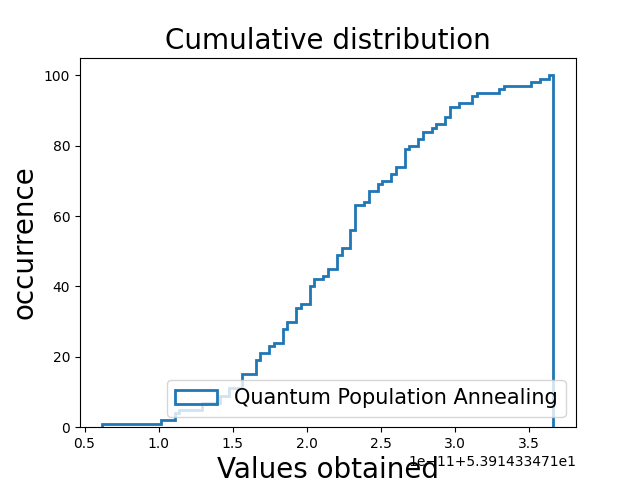 Cumulative distribution
100
80
60
40
20
0
occurrence
Quantum Population Annealing
0.5 1.0 1.5 2.0 2.5 3.0 3.5
1e−11+5.391433471e1
Values obtained